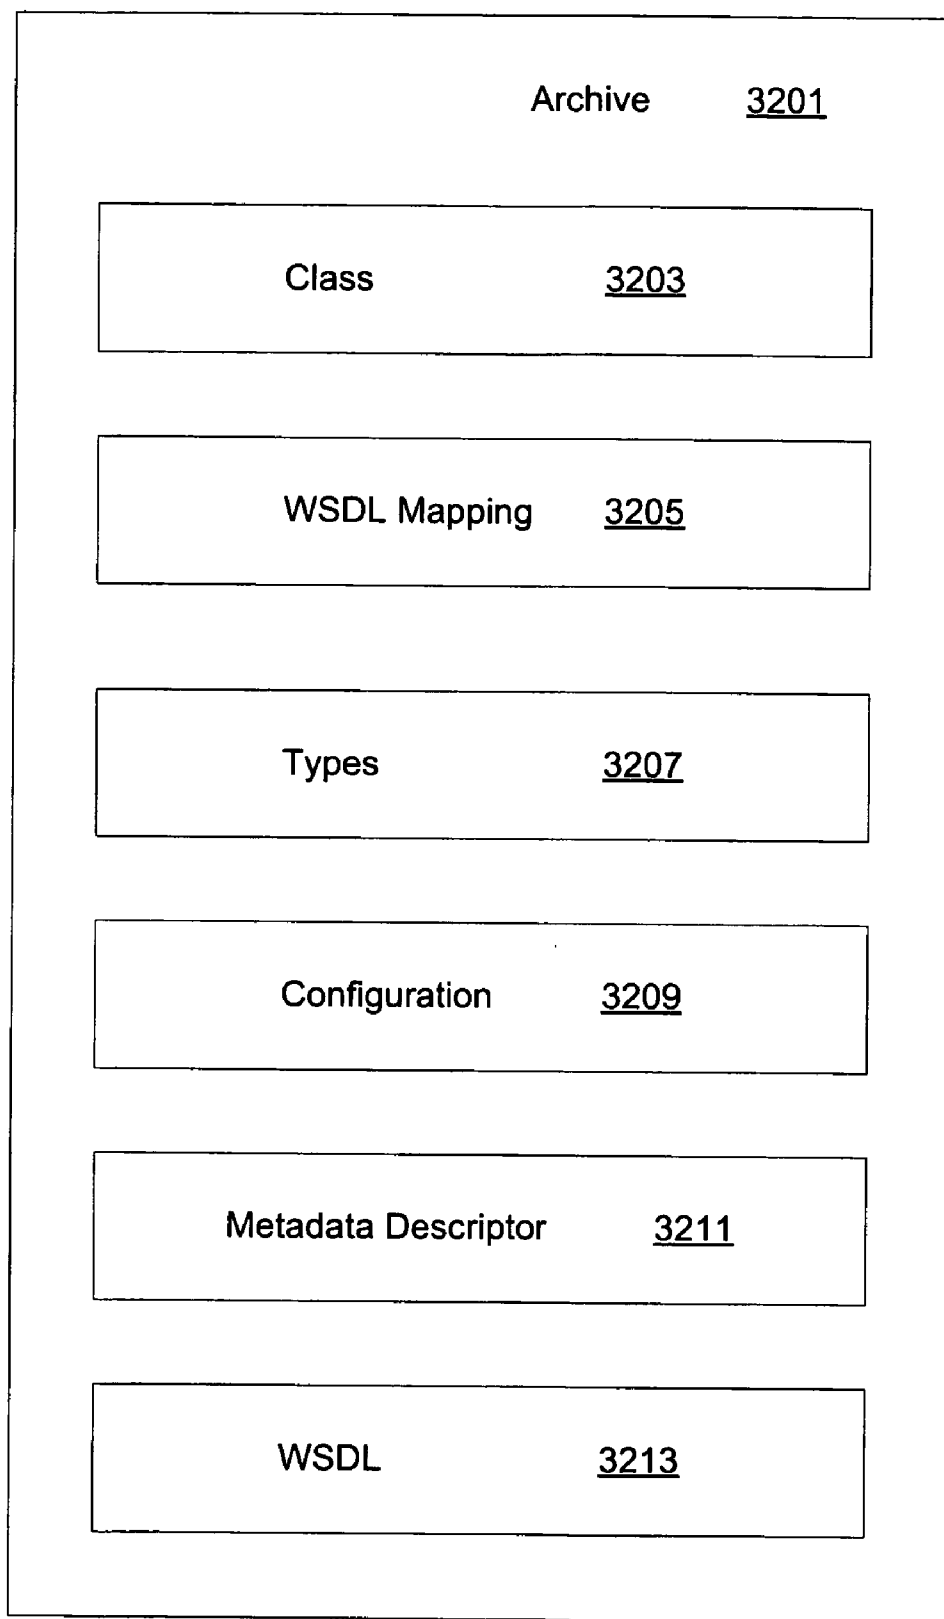 Archive 3201
Class 3203
WSDL Mapping 3205
Types 3207
Configuration 3209
Metadata Descriptor 3211
WSDL 3213